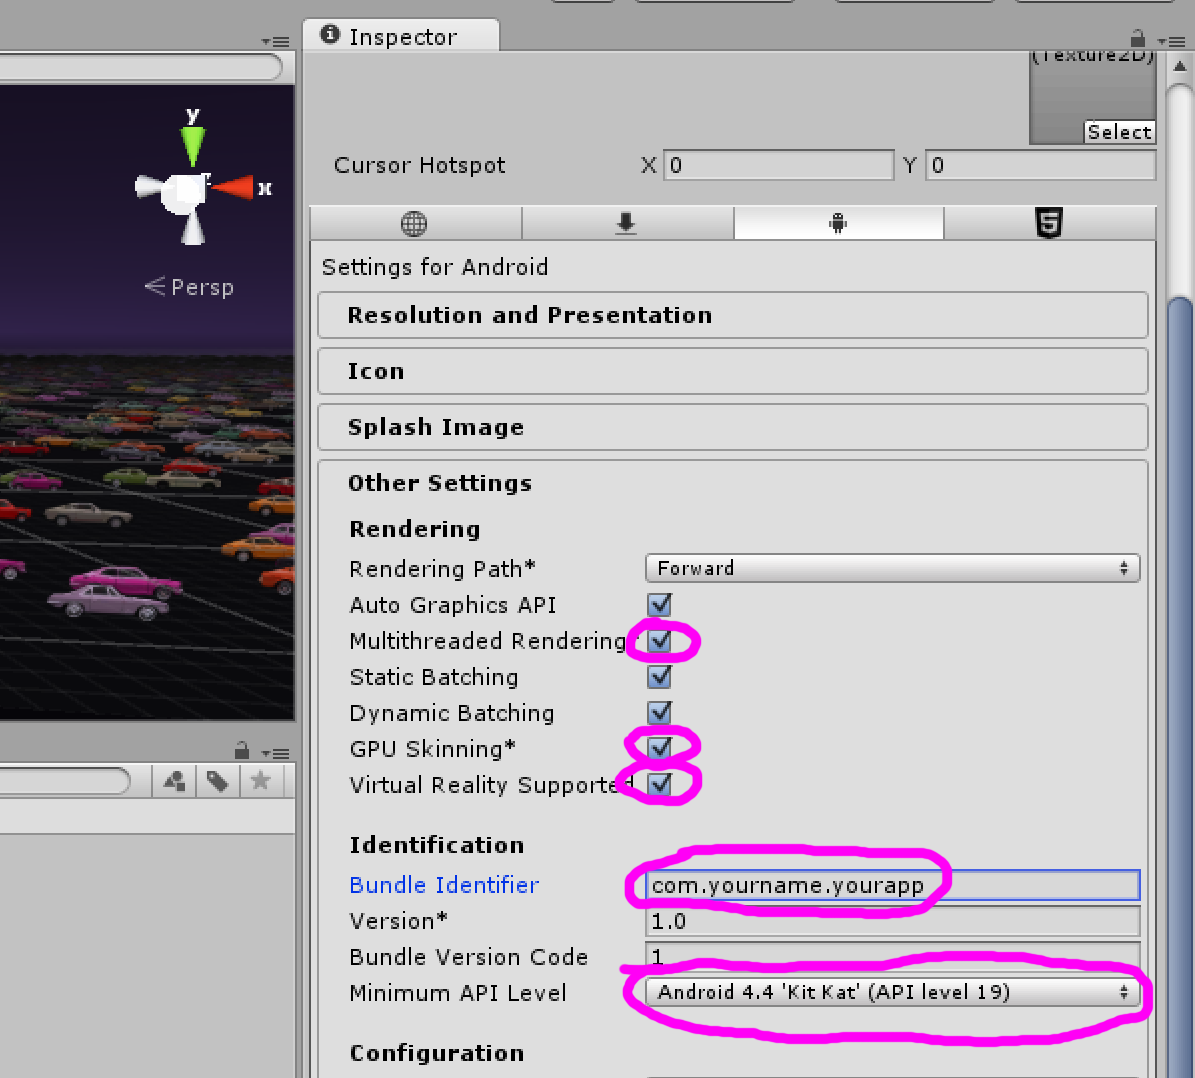 Inspector
(Texture2D)
Select
Cursor Hotspot X 0 Y 0
y
x
Persp
5
Settings for Android
Resolution and Presentation
Icon
Splash Image
Other Settings
Rendering
Rendering Path* Forward
Auto Graphics API
Multithreaded Rendering*
Static Batching
Dynamic Batching
GPU Skinning*
Virtual Reality Supported
Identification
Bundle Identifier com.yourname.yourapp
Version* 1.0
Bundle Version Code 1
Minimum API Level Android 4.4 'Kit Kat' (API level 19)
Configuration